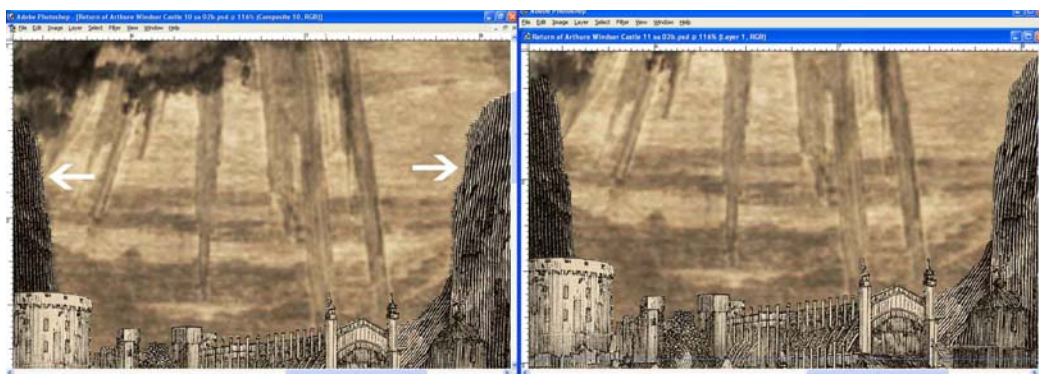 Adobe Photoshop - [Return of Arthure Windsor Castle 10 sa 02b.psd @ 116% (Composite 10, RGB)]
File Edit Image Layer Select Filter View Window Help
Adobe Photoshop
File Edit Image Layer Select Filter View Window Help
Return of Arthure Windsor Castle 11 sa 02b.psd @ 116% (Layer 1, RGB)